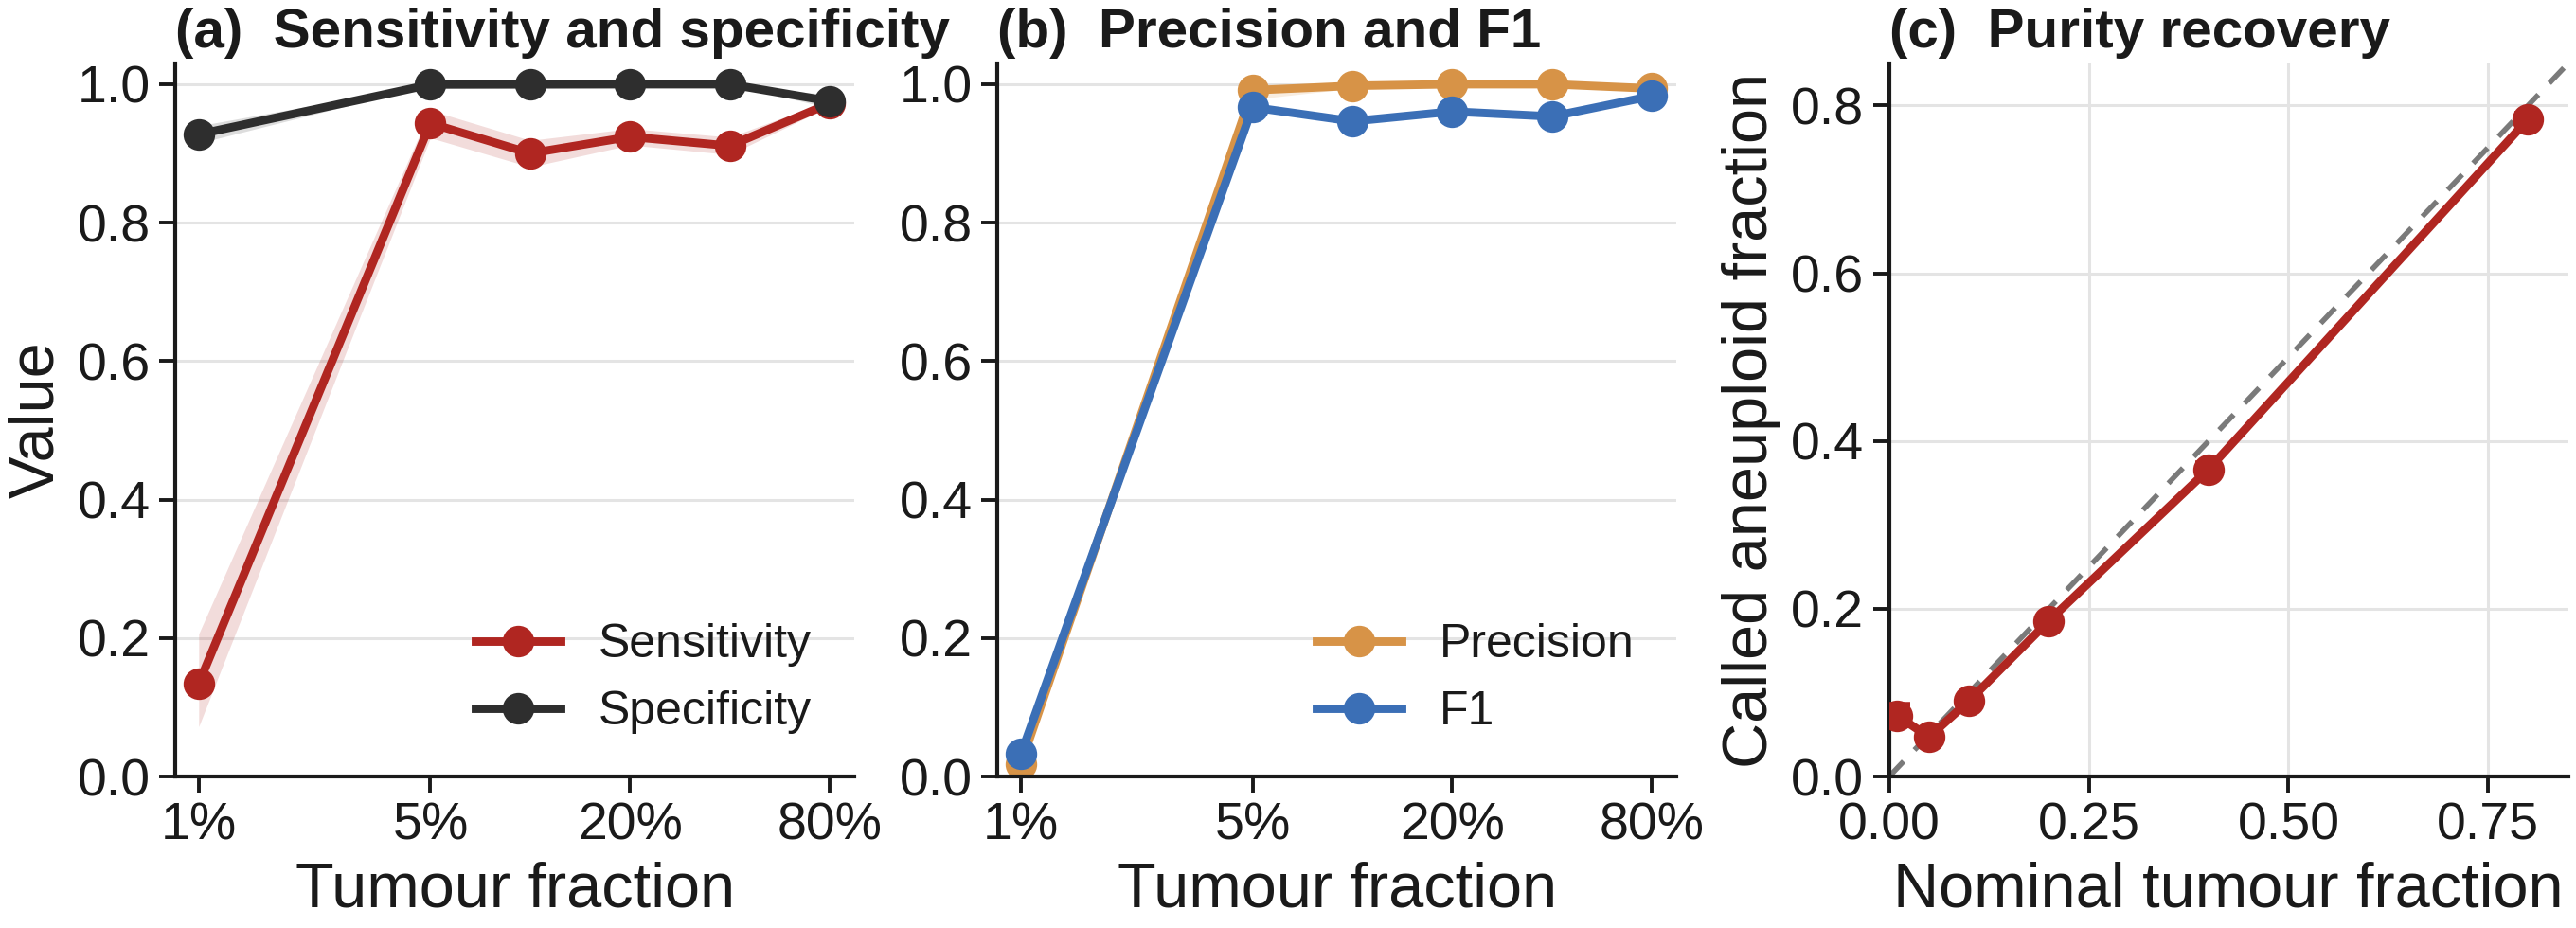 (a) Sensitivity and specificity
Value
1.0
0.8
0.6
0.4
0.2
0.0
Sensitivity
Specificity
1%
5%
20%
80%
Tumour fraction
(b) Precision and F1
1.0
0.8
0.6
0.4
0.2
0.0
Precision
F1
1%
5%
20%
80%
Tumour fraction
(c) Purity recovery
Called aneuploid fraction
0.8
0.6
0.4
0.2
0.0
0.00
0.25
0.50
0.75
Nominal tumour fraction